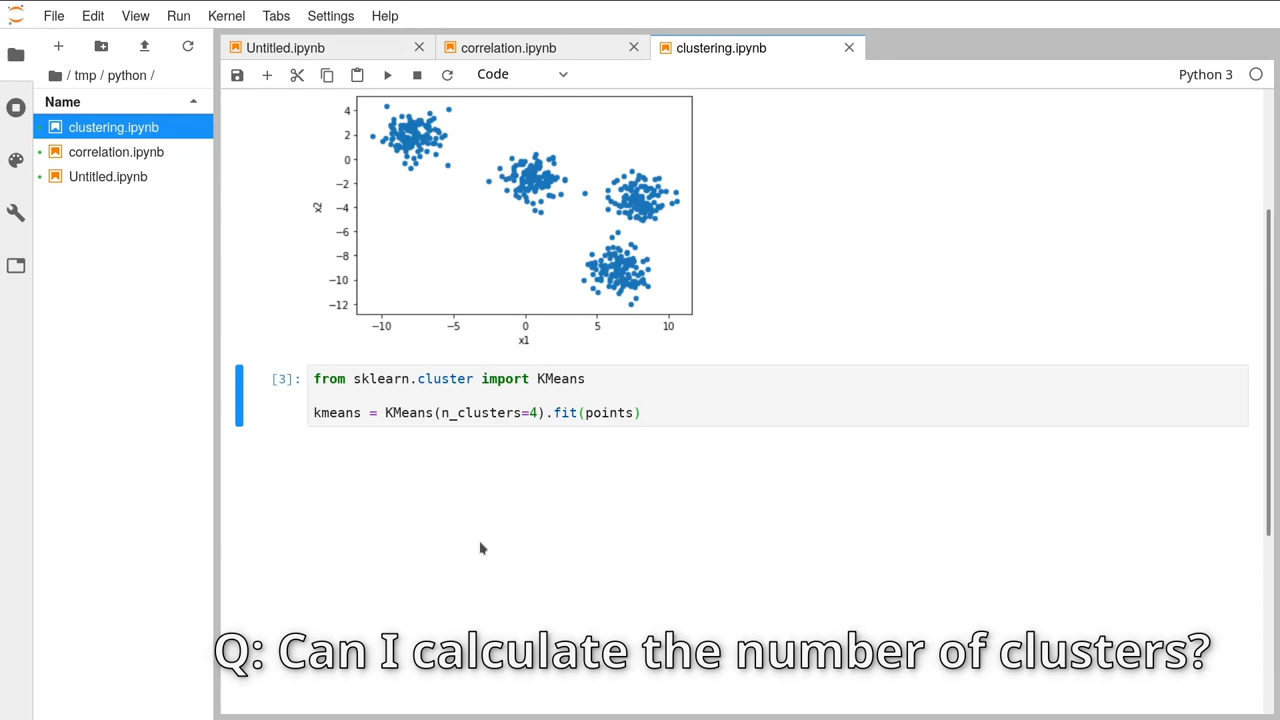 File Edit View Run Kernel Tabs Settings Help
Untitled.ipynb correlation.ipynb clustering.ipynb
Code Python 3
/ tmp / python /
Name
clustering.ipynb
correlation.ipynb
Untitled.ipynb
4
2
0
−2
−4
−6
−8
−10
−12
x2
−10 −5 0 5 10
x1
[3]: from sklearn.cluster import KMeans
kmeans = KMeans(n_clusters=4).fit(points)
Q: Can I calculate the number of clusters?